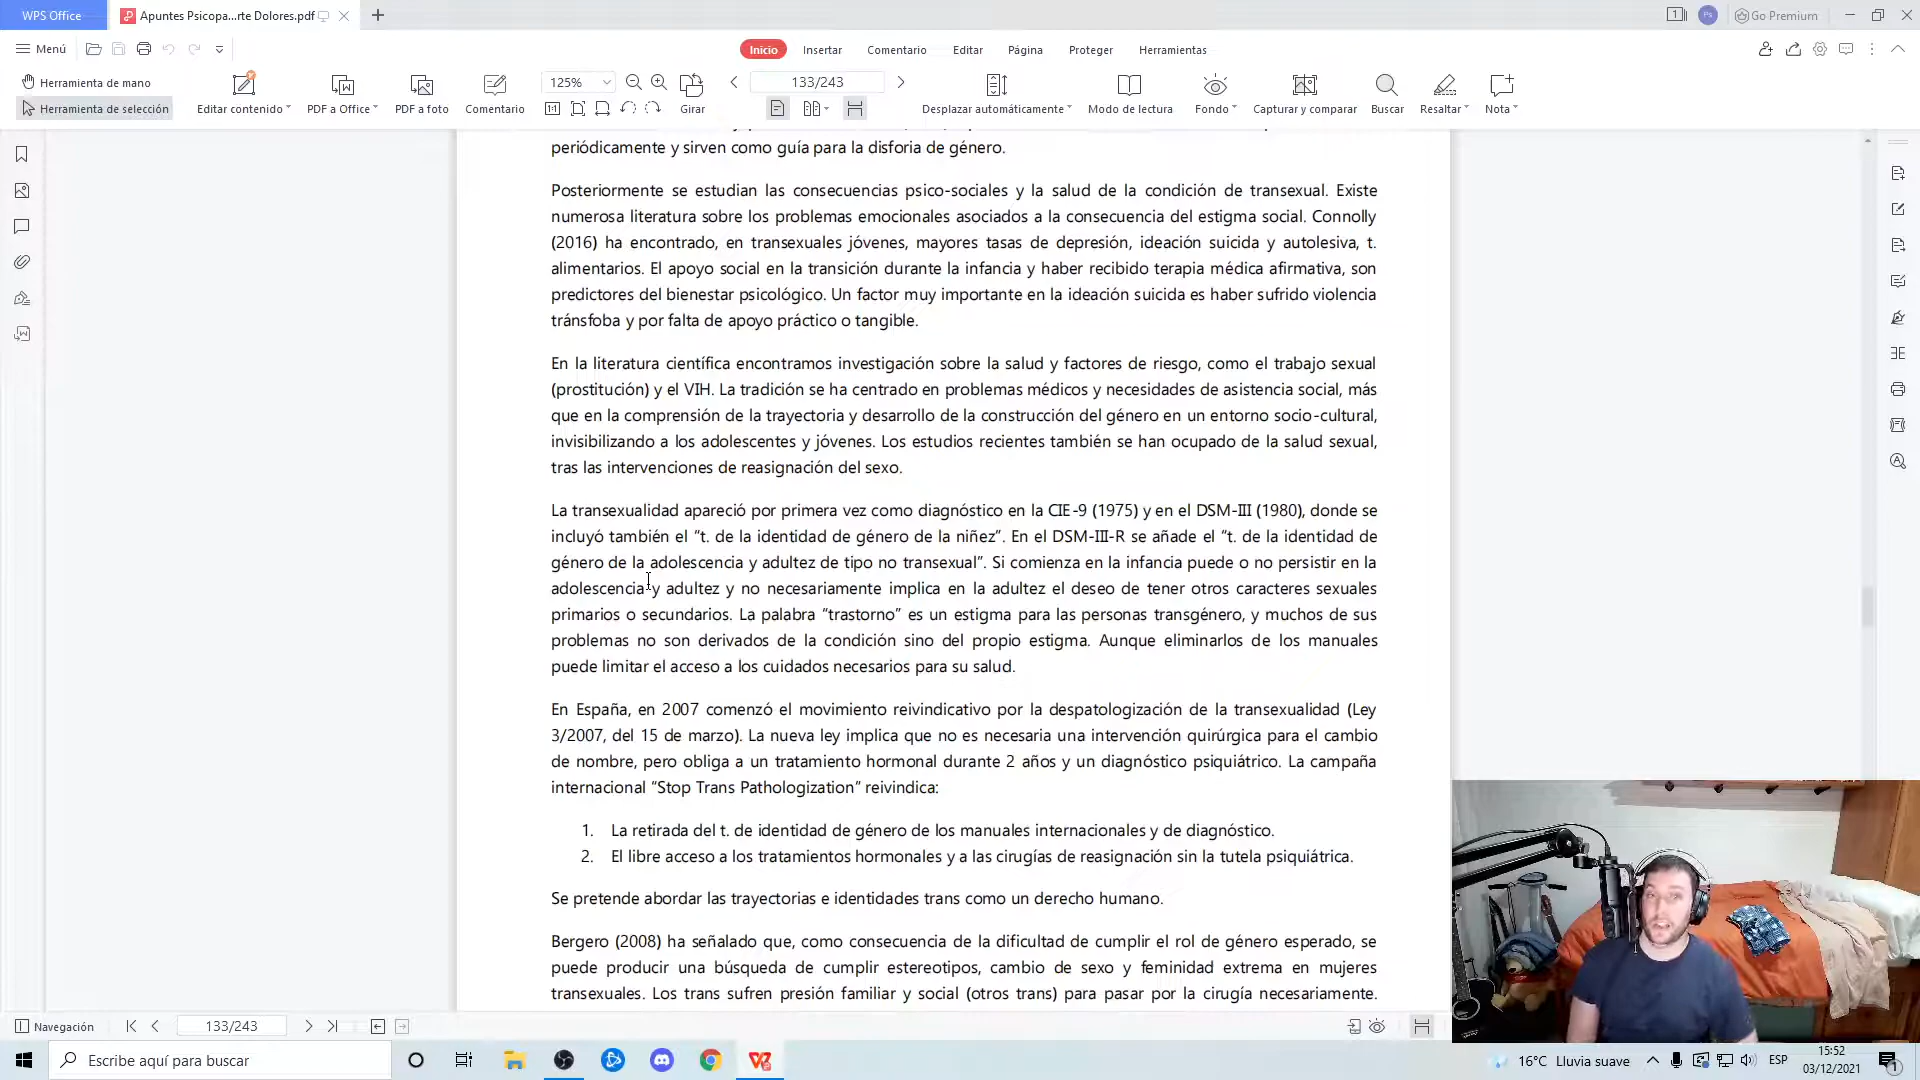 WPS Office
Apuntes Psicopa...rte Dolores.pdf
Go Premium
Menú
Inicio
Insertar
Comentario
Editar
Página
Proteger
Herramientas
Herramienta de mano
Herramienta de selección
Editar contenido
PDF a Office
PDF a foto
Comentario
125%
Girar
133/243
Desplazar automáticamente
Modo de lectura
Fondo
Capturar y comparar
Buscar
Resaltar
Nota
periódicamente y sirven como guía para la disforia de género.
Posteriormente se estudian las consecuencias psico-sociales y la salud de la condición de transexual. Existe
numerosa literatura sobre los problemas emocionales asociados a la consecuencia del estigma social. Connolly
(2016) ha encontrado, en transexuales jóvenes, mayores tasas de depresión, ideación suicida y autolesiva, t.
alimentarios. El apoyo social en la transición durante la infancia y haber recibido terapia médica afirmativa, son
predictores del bienestar psicológico. Un factor muy importante en la ideación suicida es haber sufrido violencia
tránsfoba y por falta de apoyo práctico o tangible.
En la literatura científica encontramos investigación sobre la salud y factores de riesgo, como el trabajo sexual
(prostitución) y el VIH. La tradición se ha centrado en problemas médicos y necesidades de asistencia social, más
que en la comprensión de la trayectoria y desarrollo de la construcción del género en un entorno socio-cultural,
invisibilizando a los adolescentes y jóvenes. Los estudios recientes también se han ocupado de la salud sexual,
tras las intervenciones de reasignación del sexo.
La transexualidad apareció por primera vez como diagnóstico en la CIE-9 (1975) y en el DSM-III (1980), donde se
incluyó también el “t. de la identidad de género de la niñez”. En el DSM-III-R se añade el “t. de la identidad de
género de la adolescencia y adultez de tipo no transexual”. Si comienza en la infancia puede o no persistir en la
adolescencia y adultez y no necesariamente implica en la adultez el deseo de tener otros caracteres sexuales
primarios o secundarios. La palabra “trastorno” es un estigma para las personas transgénero, y muchos de sus
problemas no son derivados de la condición sino del propio estigma. Aunque eliminarlos de los manuales
puede limitar el acceso a los cuidados necesarios para su salud.
En España, en 2007 comenzó el movimiento reivindicativo por la despatologización de la transexualidad (Ley
3/2007, del 15 de marzo). La nueva ley implica que no es necesaria una intervención quirúrgica para el cambio
de nombre, pero obliga a un tratamiento hormonal durante 2 años y un diagnóstico psiquiátrico. La campaña
internacional “Stop Trans Pathologization” reivindica:
1. La retirada del t. de identidad de género de los manuales internacionales y de diagnóstico.
2. El libre acceso a los tratamientos hormonales y a las cirugías de reasignación sin la tutela psiquiátrica.
Se pretende abordar las trayectorias e identidades trans como un derecho humano.
Bergero (2008) ha señalado que, como consecuencia de la dificultad de cumplir el rol de género esperado, se
puede producir una búsqueda de cumplir estereotipos, cambio de sexo y feminidad extrema en mujeres
transexuales. Los trans sufren presión familiar y social (otros trans) para pasar por la cirugía necesariamente.
Navegación
133/243
Escribe aquí para buscar
16°C Lluvia suave
ESP
15:52
03/12/2021